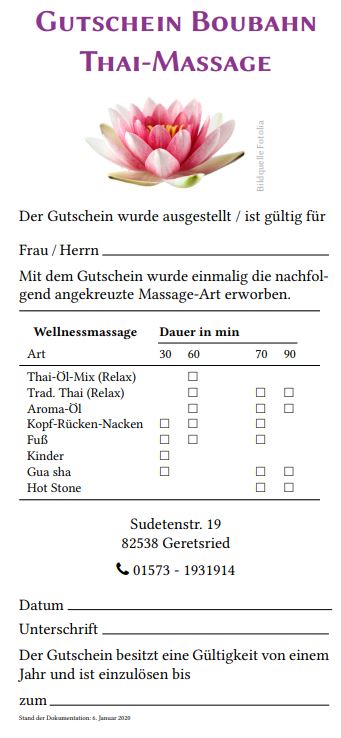 Gutschein Boubahn
Thai-Massage
Bildquelle Fotolia
Der Gutschein wurde ausgestellt / ist gültig für
Frau / Herrn
Mit dem Gutschein wurde einmalig die nachfol-
gend angekreuzte Massage-Art erworben.
Wellnessmassage Dauer in min
Art 30 60 70 90
Thai-Öl-Mix (Relax) ☐
Trad. Thai (Relax) ☐ ☐ ☐
Aroma-Öl ☐ ☐ ☐
Kopf-Rücken-Nacken ☐ ☐ ☐
Fuß ☐ ☐ ☐
Kinder ☐
Gua sha ☐ ☐ ☐
Hot Stone ☐ ☐
Sudetenstr. 19
82538 Geretsried
01573 - 1931914
Datum
Unterschrift
Der Gutschein besitzt eine Gültigkeit von einem
Jahr und ist einzulösen bis
zum
Stand der Dokumentation: 6. Januar 2020